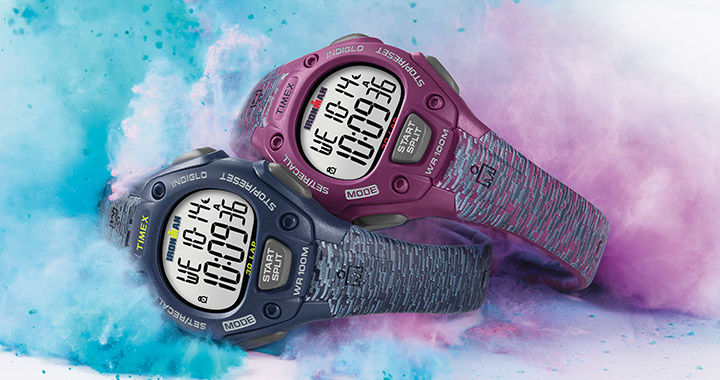 INDIGLO
STOP/RESET
TIMEX
IRONMAN
WE 10-14 A
10:09:36
START
SPLIT
SET/RECALL
MODE
WR 100M
INDIGLO
STOP/RESET
TIMEX
IRONMAN
WE 10-14 A
10:09:36
30 LAP
START
SPLIT
SET/RECALL
MODE
WR 100M